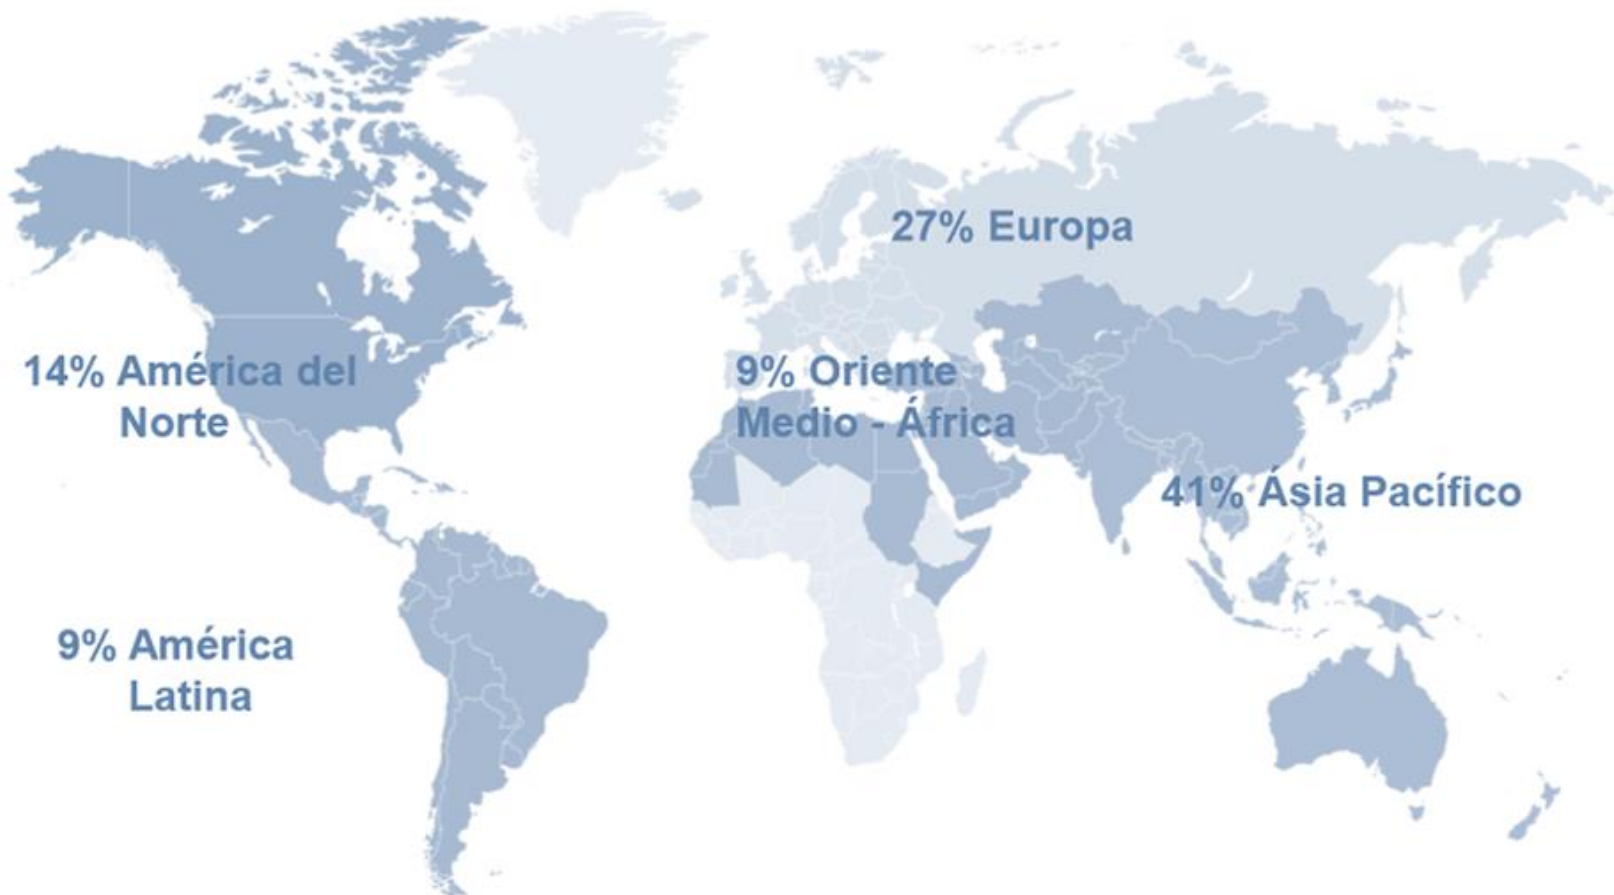 27% Europa
14% América del
Norte
9% Oriente
Medio - África
41% Ásia Pacífico
9% América
Latina